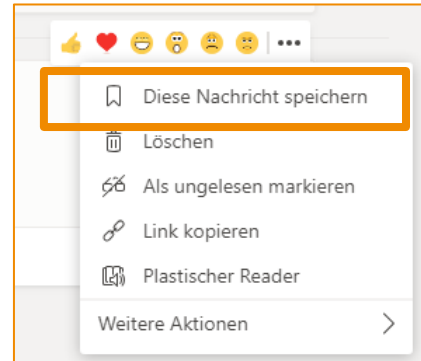 Diese Nachricht speichern
Löschen
Als ungelesen markieren
Link kopieren
Plastischer Reader
Weitere Aktionen